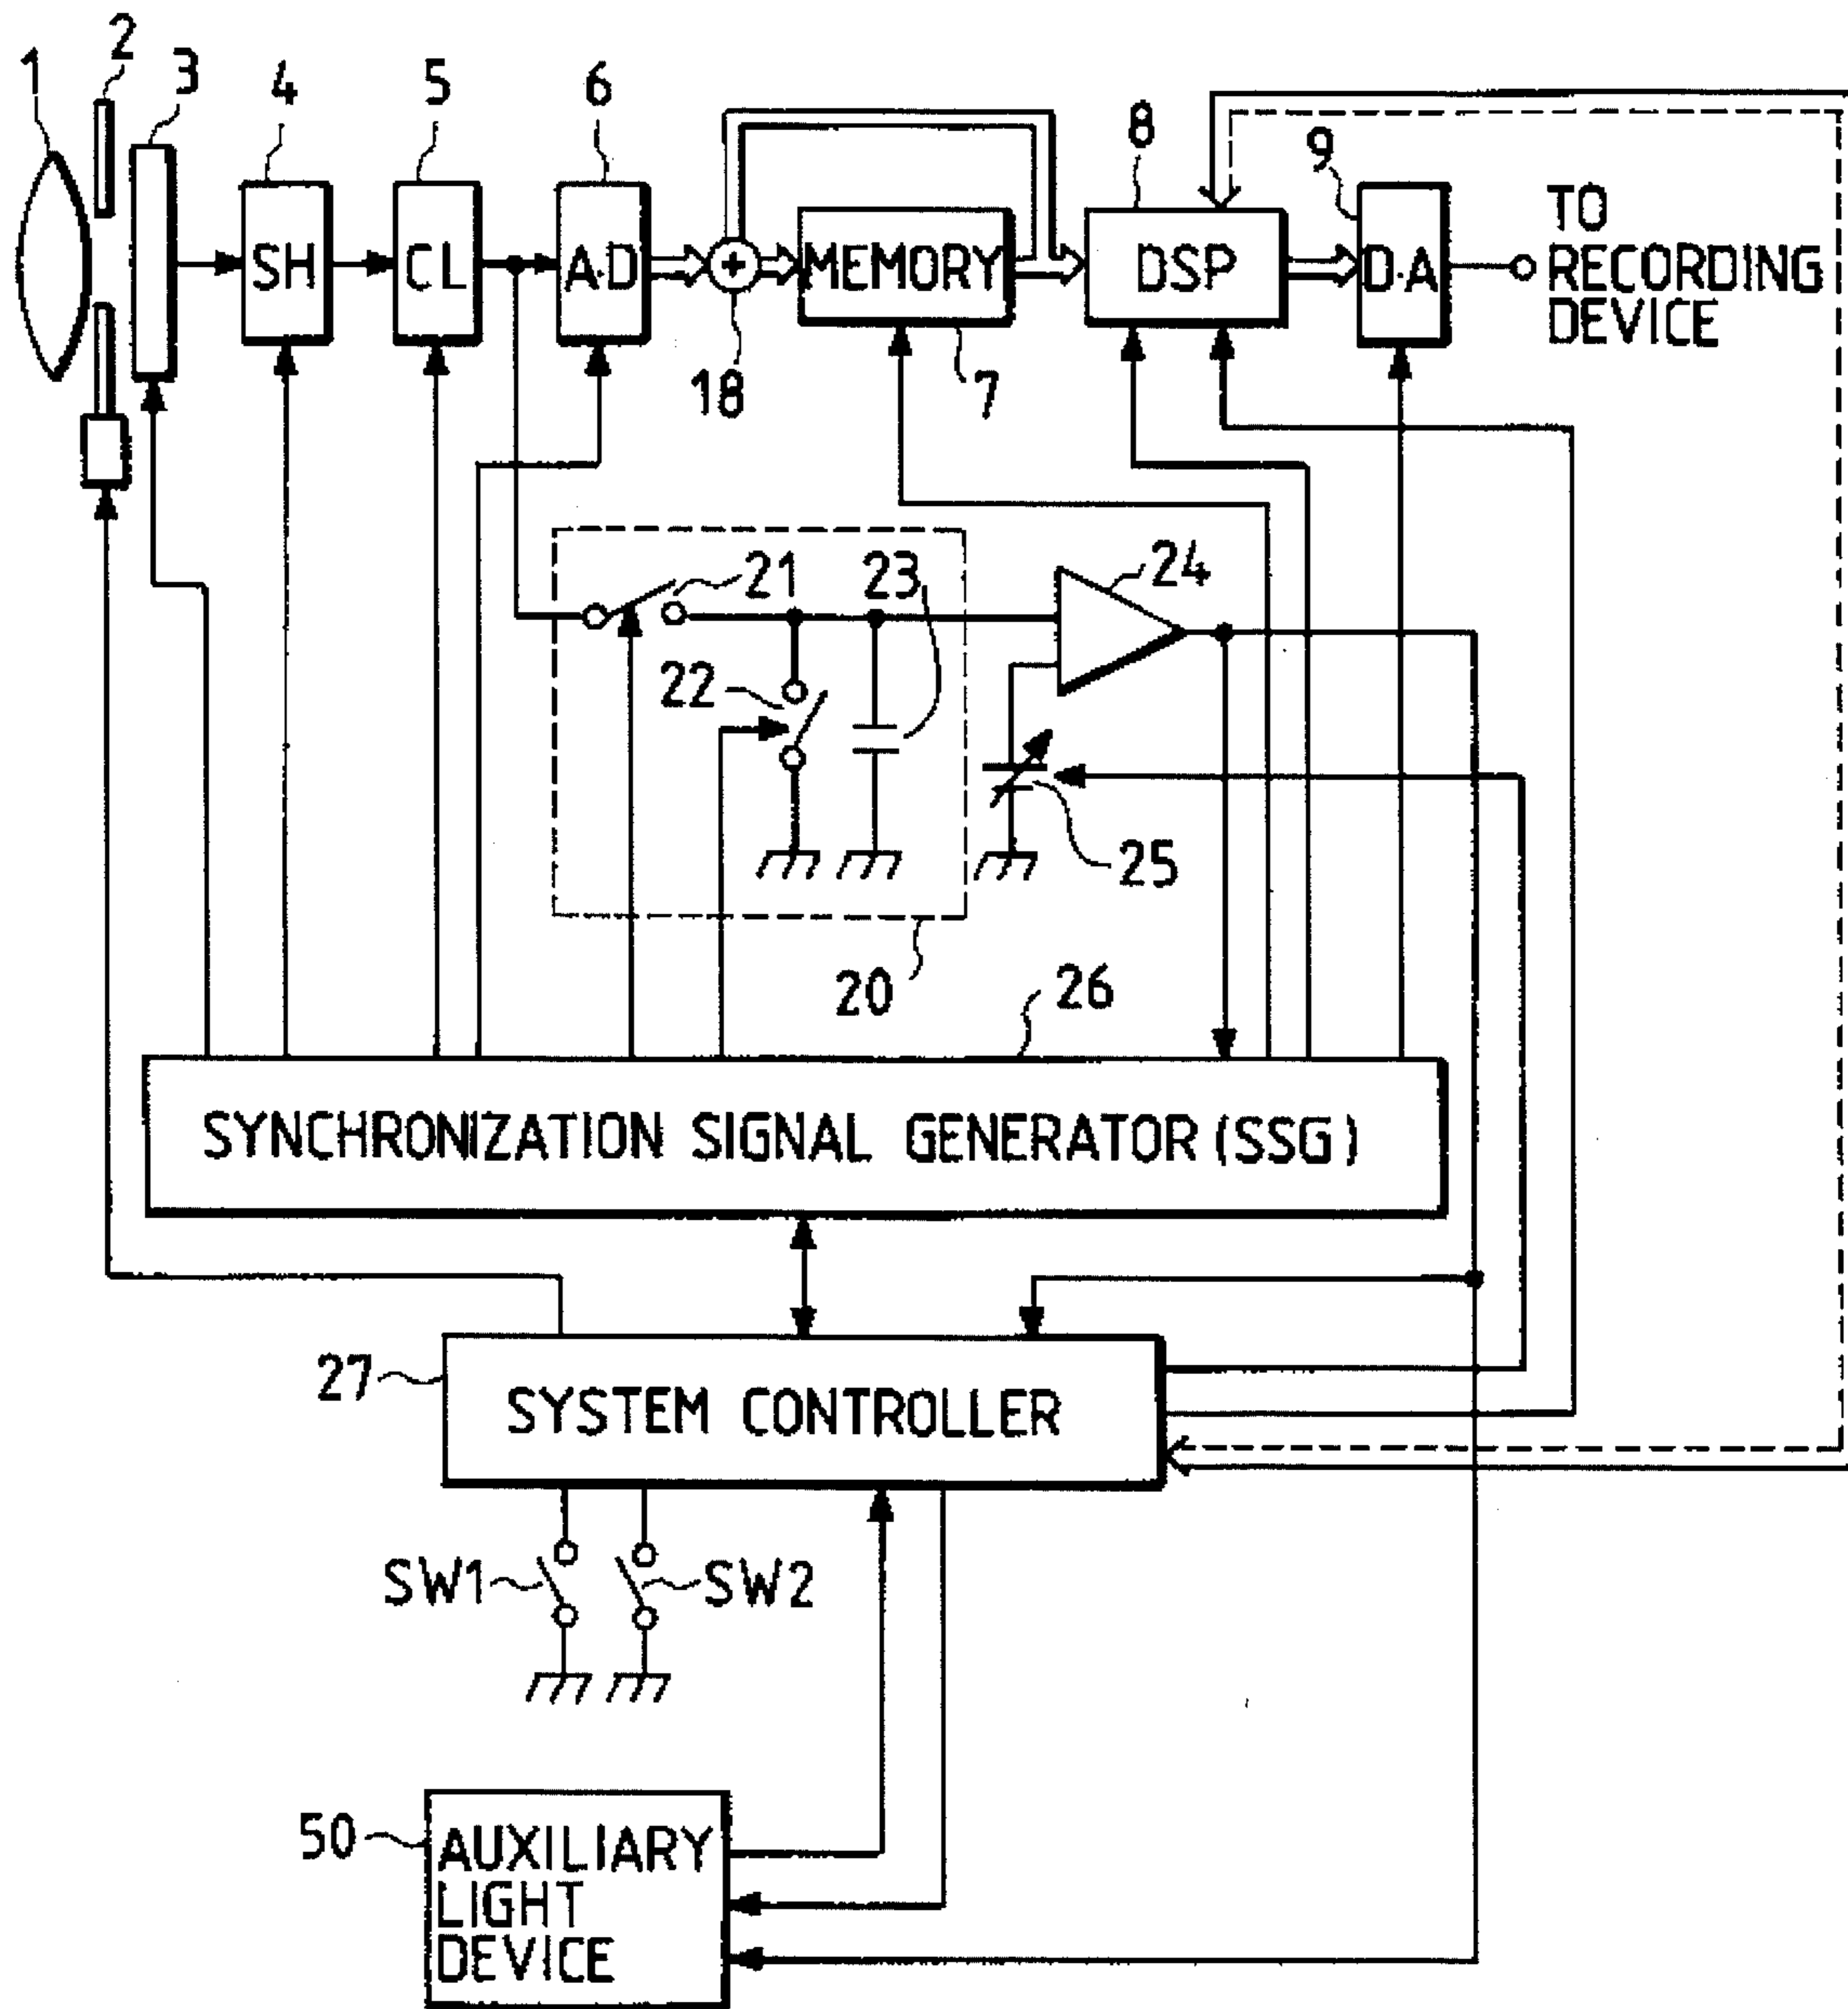 1
2
3
4
5
6
8
9
SH
CL
A·D
+
MEMORY
DSP
D·A
TO
RECORDING
DEVICE
18
7
21
22
23
24
25
20
26
SYNCHRONIZATION SIGNAL GENERATOR (SSG)
27
SYSTEM CONTROLLER
SW1
SW2
50
AUXILIARY
LIGHT
DEVICE